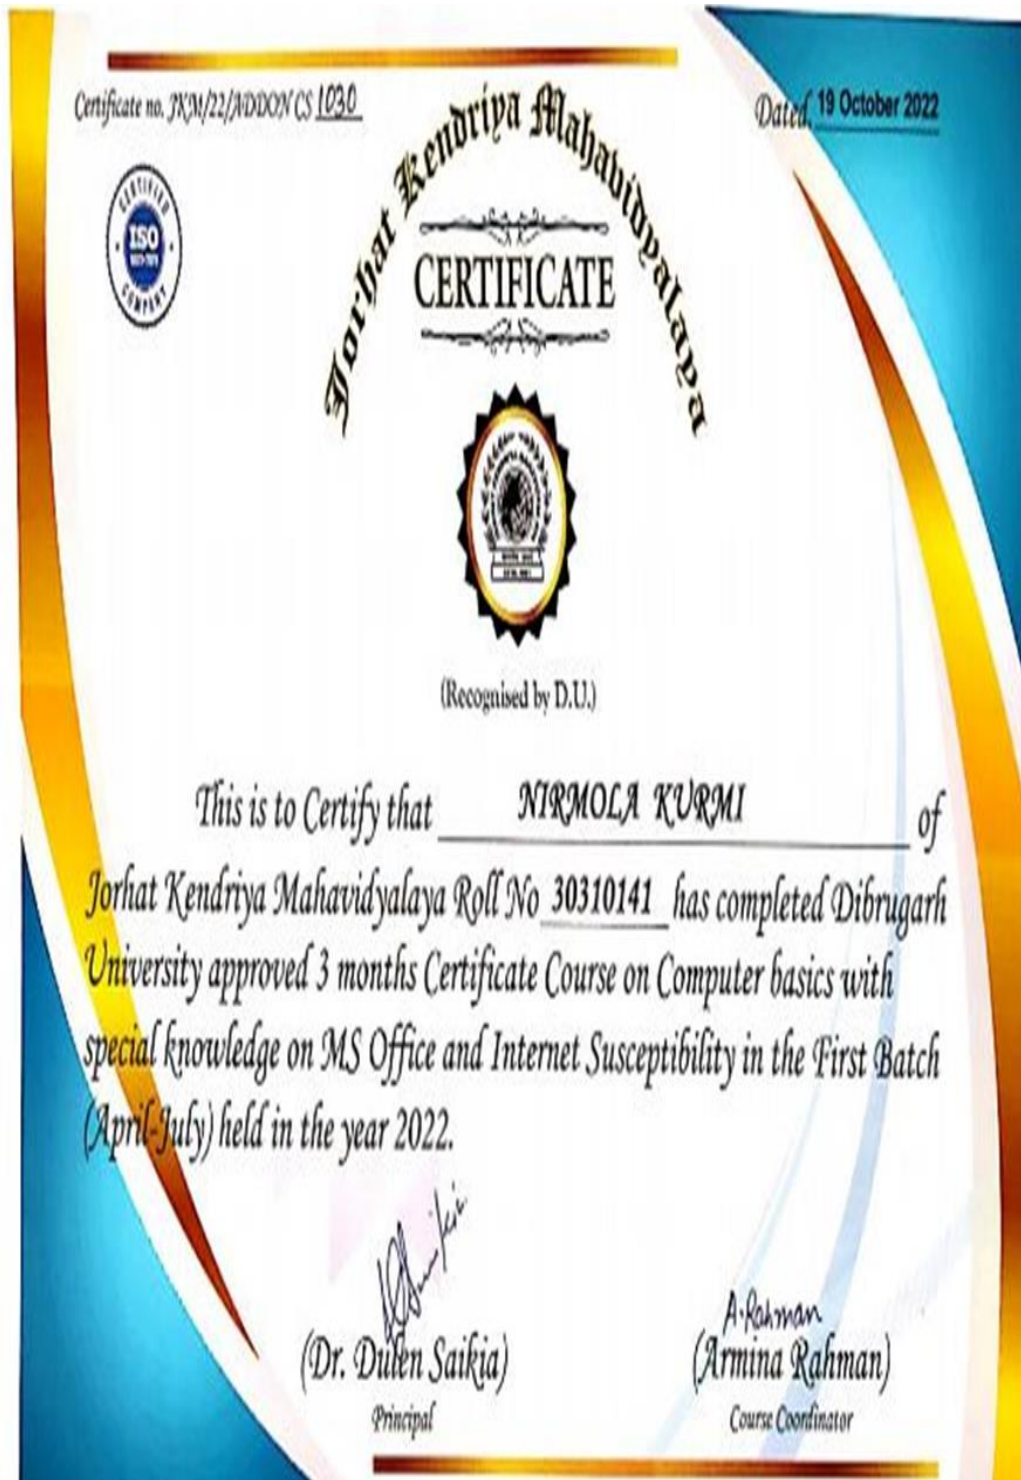 Certificate no. JKM/22/ADDON CS 1030
Dated. 19 October 2022
Jorhat Kendriya Mahavidyalaya
CERTIFIED
ISO
COMPANY
CERTIFICATE
(Recognised by D.U.)
This is to Certify that NIRMOLA KURMI of
Jorhat Kendriya Mahavidyalaya Roll No 30310141 has completed Dibrugarh
University approved 3 months Certificate Course on Computer basics with
special knowledge on MS Office and Internet Susceptibility in the First Batch
(April-July) held in the year 2022.
A. Rahman
(Dr. Dulen Saikia)
(Armina Rahman)
Principal
Course Coordinator